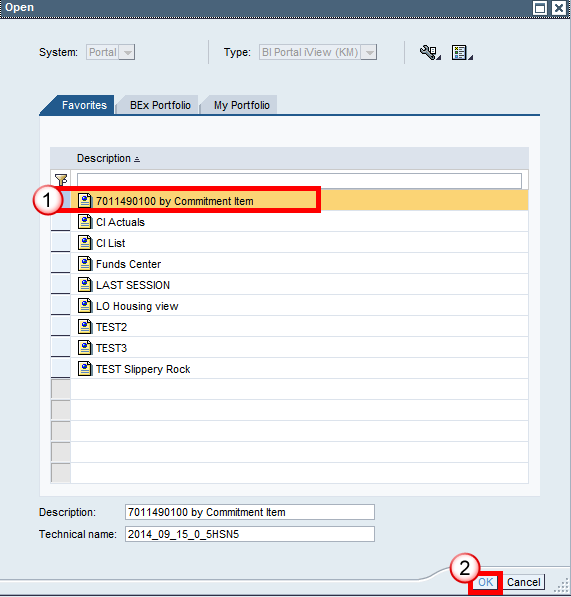 Open
System: Portal Type: BI Portal iView (KM)
Favorites BEx Portfolio My Portfolio
Description
1 7011490100 by Commitment Item
CI Actuals
CI List
Funds Center
LAST SESSION
LO Housing view
TEST2
TEST3
TEST Slippery Rock
Description: 7011490100 by Commitment Item
Technical name: 2014_09_15_0_5HSN5
2 OK Cancel